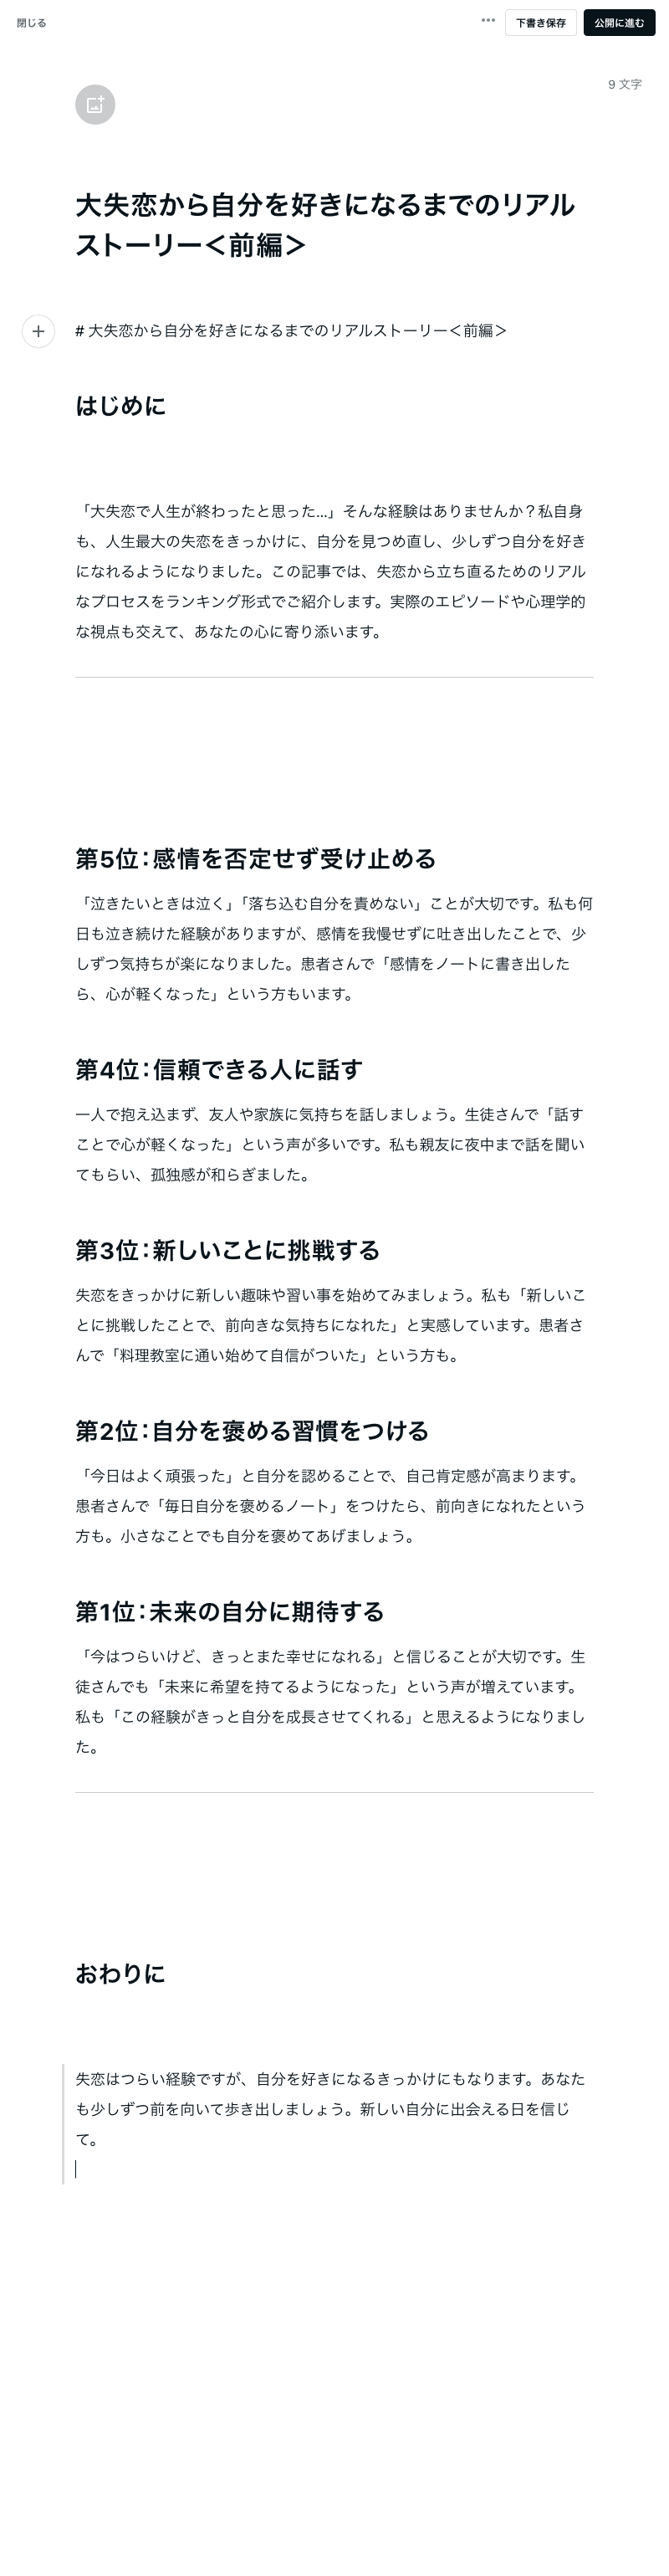 閉じる
下書き保存
公開に進む
9 文字
大失恋から自分を好きになるまでのリアル
ストーリー＜前編＞
# 大失恋から自分を好きになるまでのリアルストーリー＜前編＞
はじめに
「大失恋で人生が終わったと思った...」そんな経験はありませんか？私自身
も、人生最大の失恋をきっかけに、自分を見つめ直し、少しずつ自分を好き
になれるようになりました。この記事では、失恋から立ち直るためのリアル
なプロセスをランキング形式でご紹介します。実際のエピソードや心理学的
な視点も交えて、あなたの心に寄り添います。
第5位：感情を否定せず受け止める
「泣きたいときは泣く」「落ち込む自分を責めない」ことが大切です。私も何
日も泣き続けた経験がありますが、感情を我慢せずに吐き出したことで、少
しずつ気持ちが楽になりました。患者さんで「感情をノートに書き出した
ら、心が軽くなった」という方もいます。
第4位：信頼できる人に話す
一人で抱え込まず、友人や家族に気持ちを話しましょう。生徒さんで「話す
ことで心が軽くなった」という声が多いです。私も親友に夜中まで話を聞い
てもらい、孤独感が和らぎました。
第3位：新しいことに挑戦する
失恋をきっかけに新しい趣味や習い事を始めてみましょう。私も「新しいこ
とに挑戦したことで、前向きな気持ちになれた」と実感しています。患者さ
んで「料理教室に通い始めて自信がついた」という方も。
第2位：自分を褒める習慣をつける
「今日はよく頑張った」と自分を認めることで、自己肯定感が高まります。
患者さんで「毎日自分を褒めるノート」をつけたら、前向きになれたという
方も。小さなことでも自分を褒めてあげましょう。
第1位：未来の自分に期待する
「今はつらいけど、きっとまた幸せになれる」と信じることが大切です。生
徒さんでも「未来に希望を持てるようになった」という声が増えています。
私も「この経験がきっと自分を成長させてくれる」と思えるようになりまし
た。
おわりに
失恋はつらい経験ですが、自分を好きになるきっかけにもなります。あなた
も少しずつ前を向いて歩き出しましょう。新しい自分に出会える日を信じ
て。